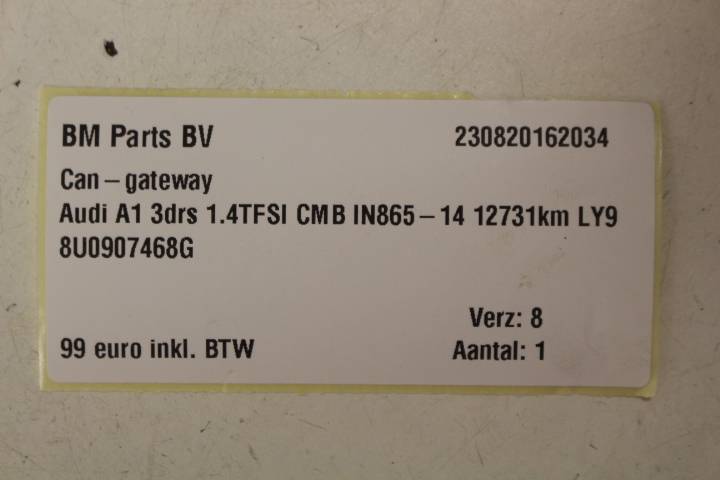 BM Parts BV 230820162034
Can-gateway
Audi A1 3drs 1.4TFSI CMB IN865-14 12731km LY9
8U0907468G
Verz: 8
99 euro inkl. BTW Aantal: 1